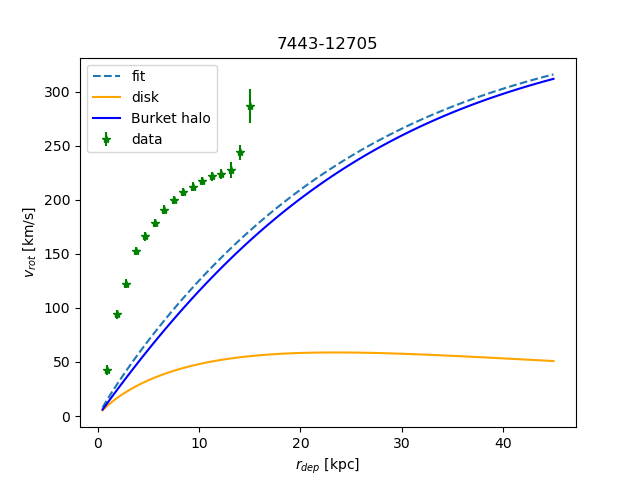 7443-12705
fit
disk
Burket halo
data
300
250
200
150
100
50
0
v_rot [km/s]
0 10 20 30 40
r_dep [kpc]